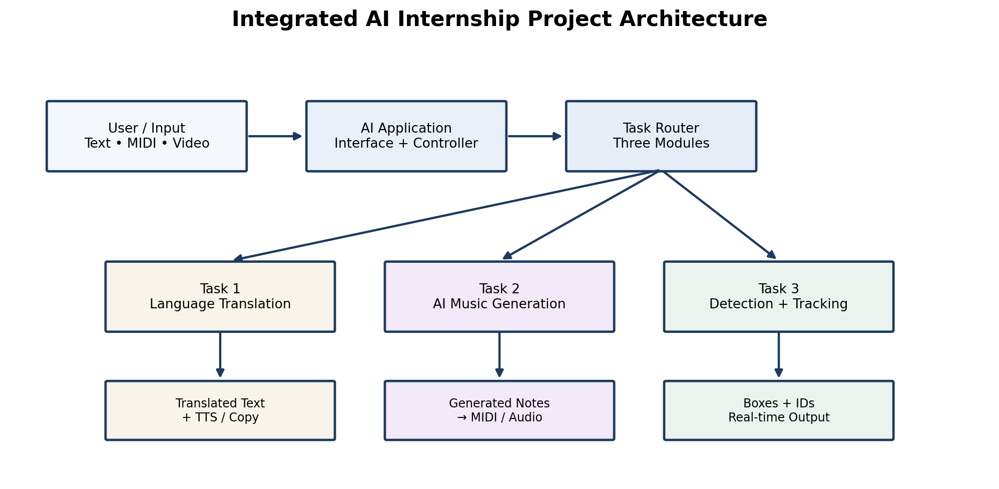 Integrated AI Internship Project Architecture
User / Input
Text • MIDI • Video
AI Application
Interface + Controller
Task Router
Three Modules
Task 1
Language Translation
Task 2
AI Music Generation
Task 3
Detection + Tracking
Translated Text
+ TTS / Copy
Generated Notes
→ MIDI / Audio
Boxes + IDs
Real-time Output